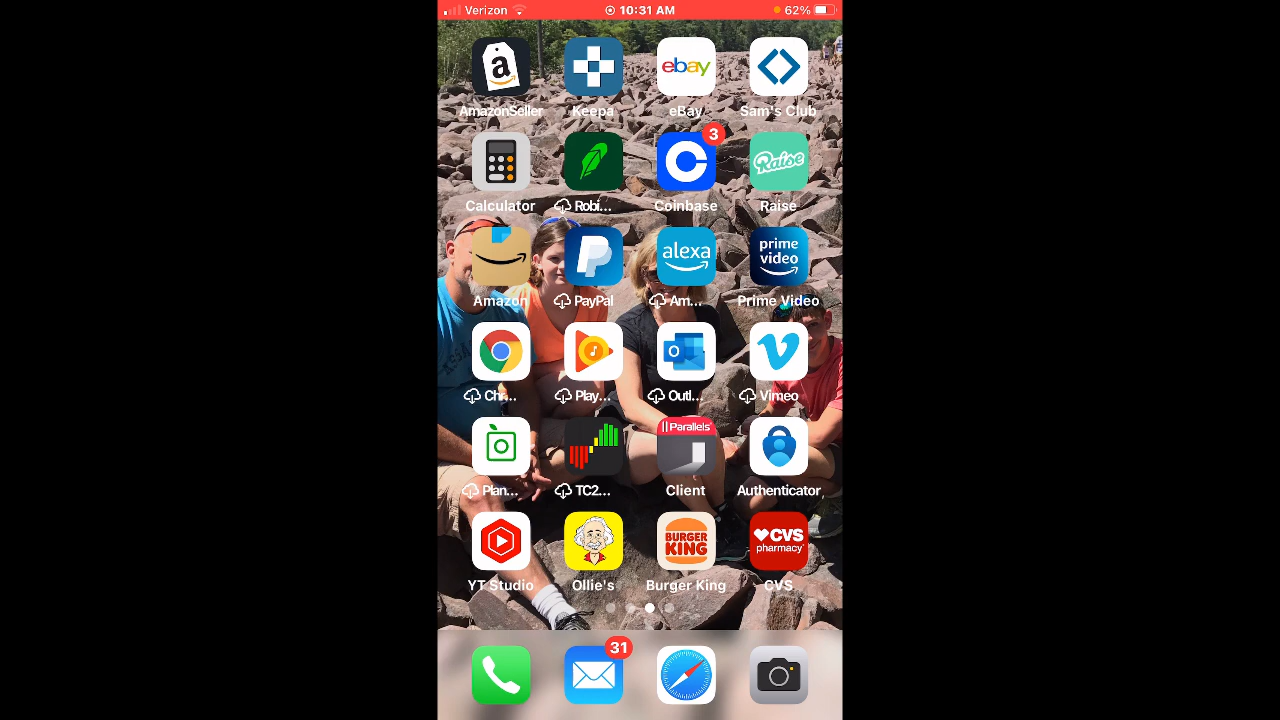 Verizon 10:31 AM 62%
a
ebay
AmazonSeller Keepa eBay Sam's Club
3
Raise
Calculator Robi... Coinbase Raise
alexa prime video
Amazon PayPal Am... Prime Video
Chr... Play... Outl... Vimeo
Parallels
Plan... TC2... Client Authenticator
BURGER KING CVS pharmacy
YT Studio Ollie's Burger King CVS
31